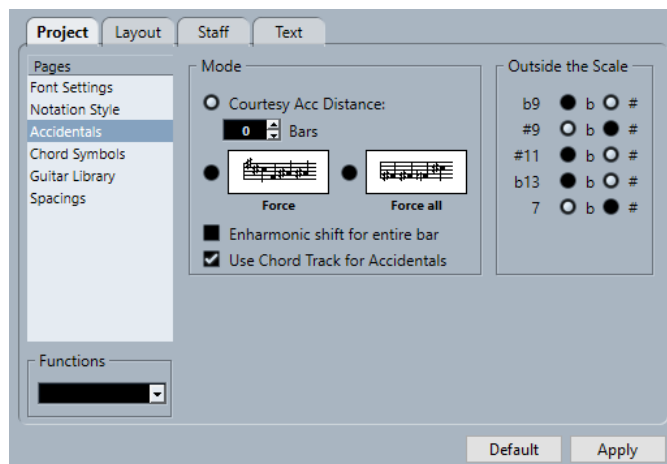 Project Layout Staff Text
Pages
Font Settings
Notation Style
Accidentals
Chord Symbols
Guitar Library
Spacings
Functions
Mode
Courtesy Acc Distance:
0 Bars
Force Force all
Enharmonic shift for entire bar
Use Chord Track for Accidentals
Outside the Scale
b9 b #
#9 b #
#11 b #
b13 b #
7 b #
Default Apply